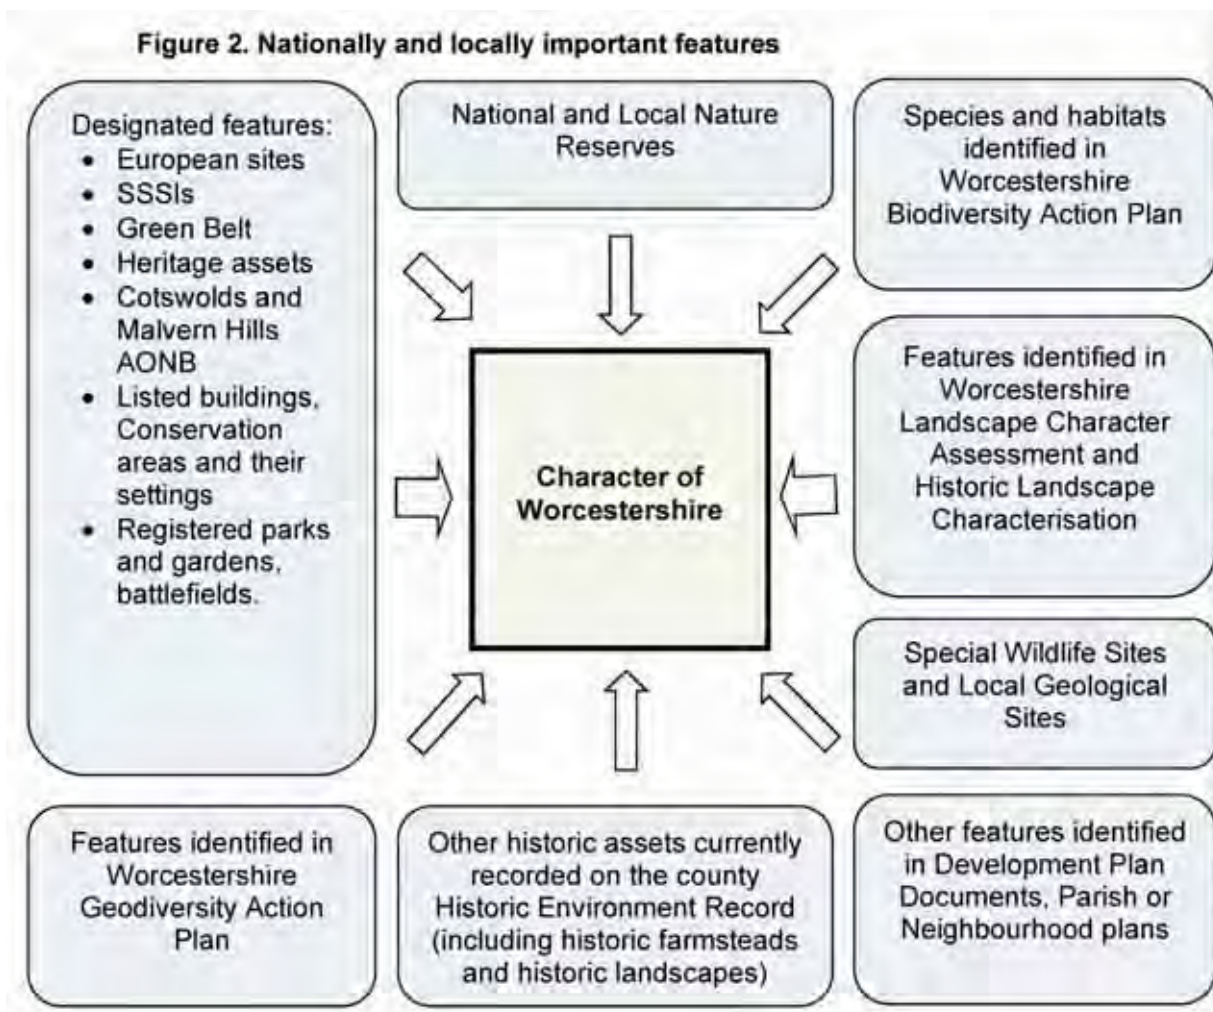 Figure 2. Nationally and locally important features
Designated features:
• European sites
• SSSIs
• Green Belt
• Heritage assets
• Cotswolds and
Malvern Hills
AONB
• Listed buildings,
Conservation
areas and their
settings
• Registered parks
and gardens,
battlefields.
National and Local Nature
Reserves
Species and habitats
identified in
Worcestershire
Biodiversity Action Plan
Features identified in
Worcestershire
Landscape Character
Assessment and
Historic Landscape
Characterisation
Character of
Worcestershire
Special Wildlife Sites
and Local Geological
Sites
Features identified in
Worcestershire
Geodiversity Action
Plan
Other historic assets currently
recorded on the county
Historic Environment Record
(including historic farmsteads
and historic landscapes)
Other features identified
in Development Plan
Documents, Parish or
Neighbourhood plans